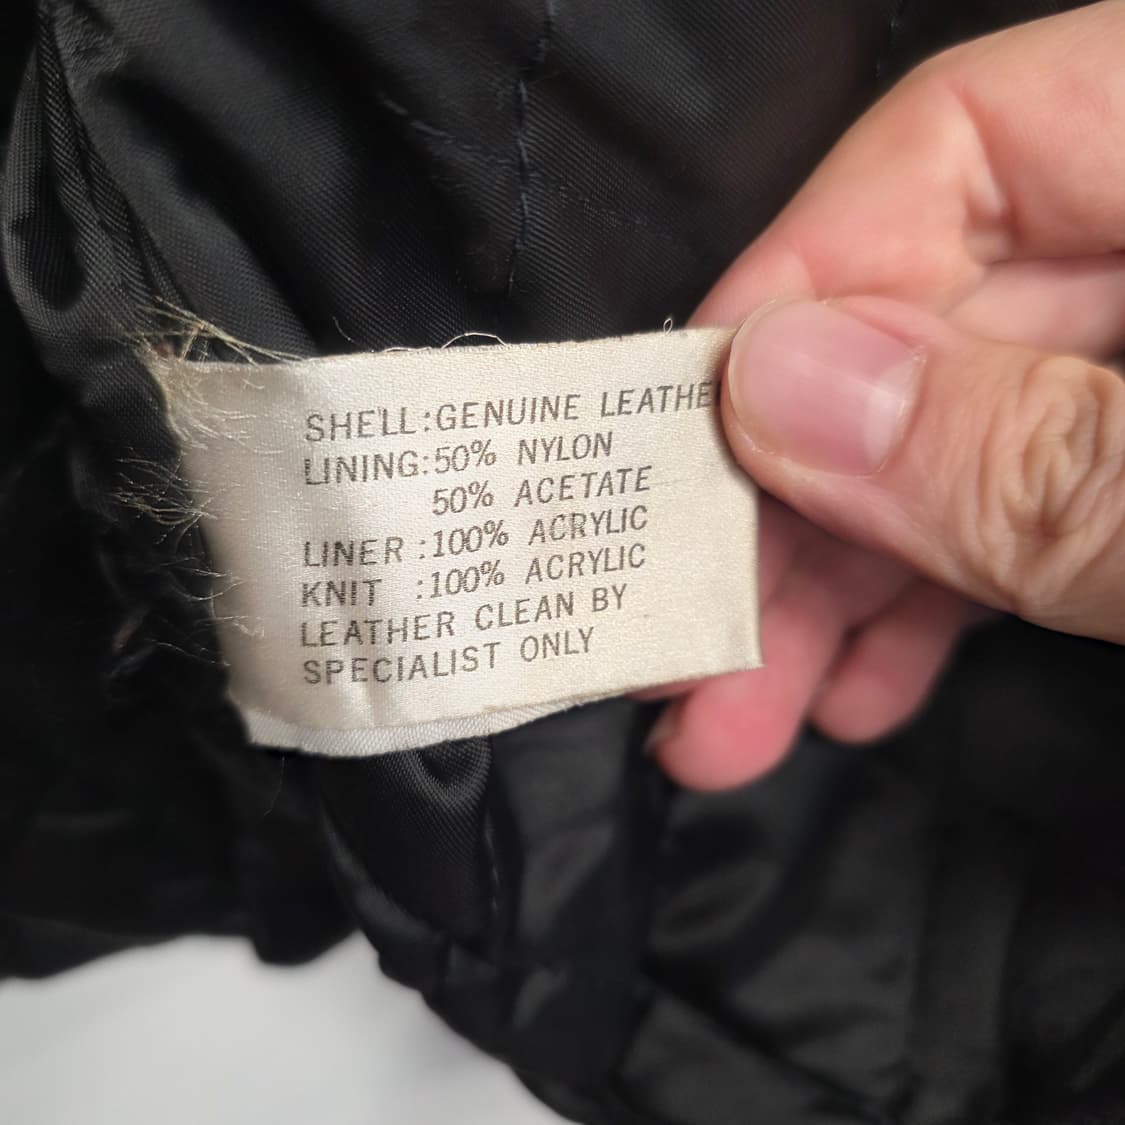 SHELL:GENUINE LEATHE
LINING:50% NYLON
50% ACETATE
LINER :100% ACRYLIC
KNIT :100% ACRYLIC
LEATHER CLEAN BY
SPECIALIST ONLY